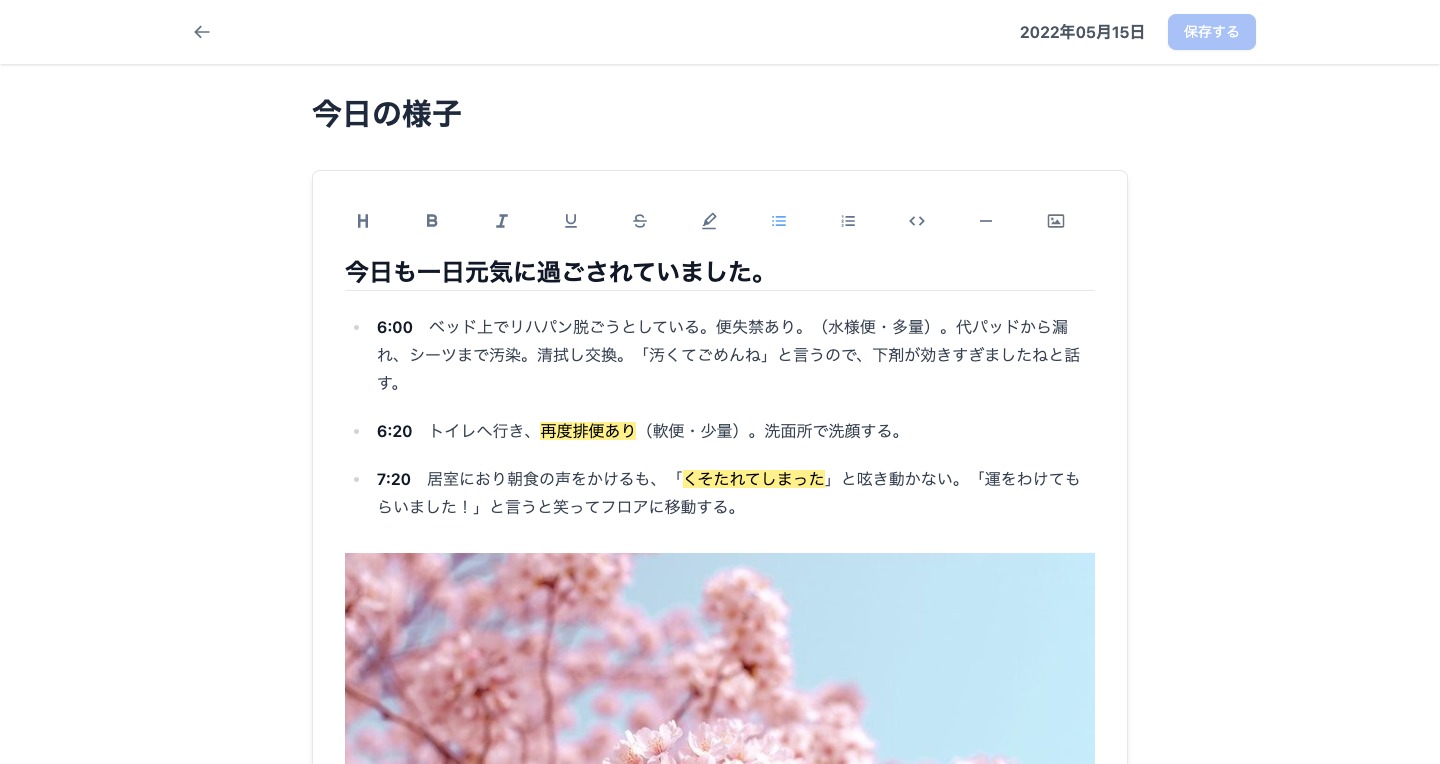 2022年05月15日
保存する
今日の様子
今日も一日元気に過ごされていました。
6:00　ベッド上でリハパン脱ごうとしている。便失禁あり。（水様便・多量）。代パッドから漏
れ、シーツまで汚染。清拭し交換。「汚くてごめんね」と言うので、下剤が効きすぎましたねと話
す。
6:20　トイレへ行き、再度排便あり（軟便・少量）。洗面所で洗顔する。
7:20　居室におり朝食の声をかけるも、「くそたれてしまった」と呟き動かない。「運をわけても
らいました！」と言うと笑ってフロアに移動する。